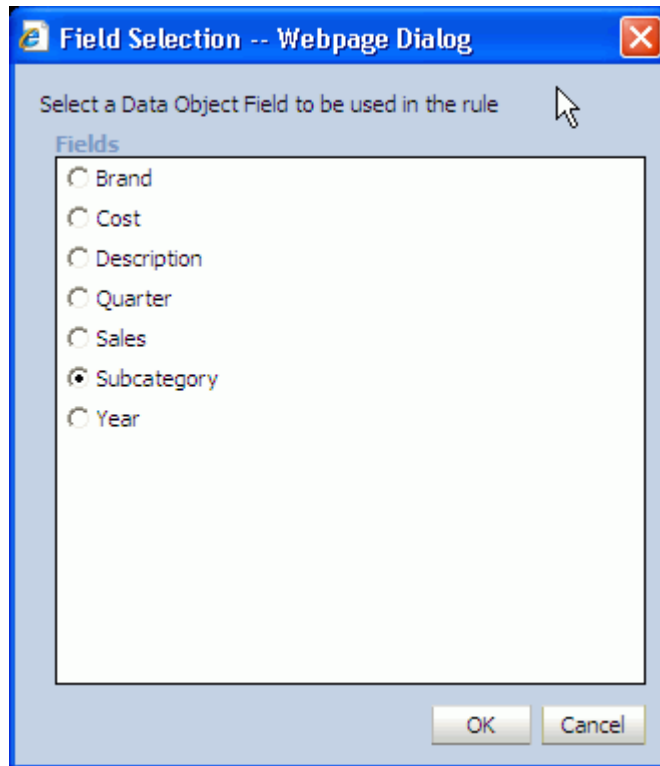 Field Selection -- Webpage Dialog
Select a Data Object Field to be used in the rule
Fields
Brand
Cost
Description
Quarter
Sales
Subcategory
Year
OK Cancel